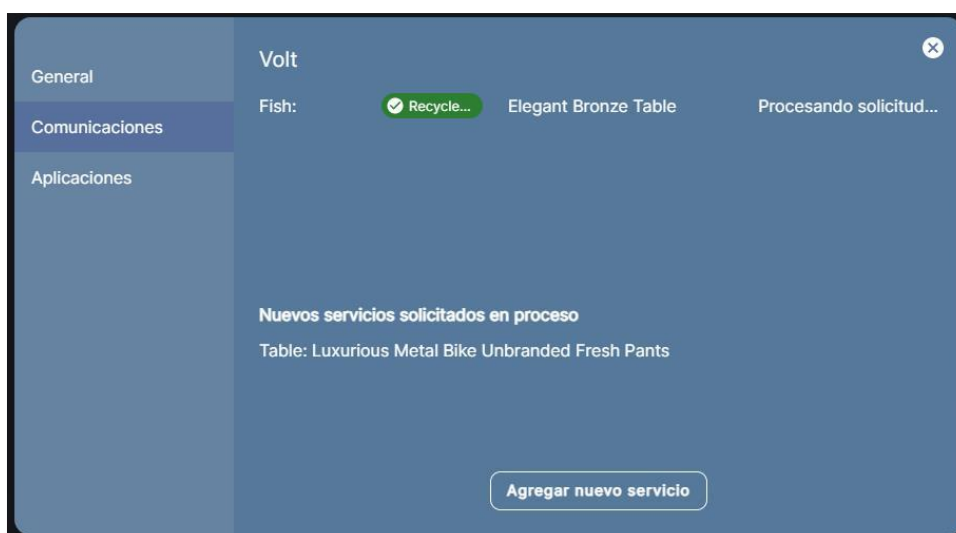 General
Comunicaciones
Aplicaciones
Volt
Fish: Recycle... Elegant Bronze Table Procesando solicitud...
Nuevos servicios solicitados en proceso
Table: Luxurious Metal Bike Unbranded Fresh Pants
Agregar nuevo servicio